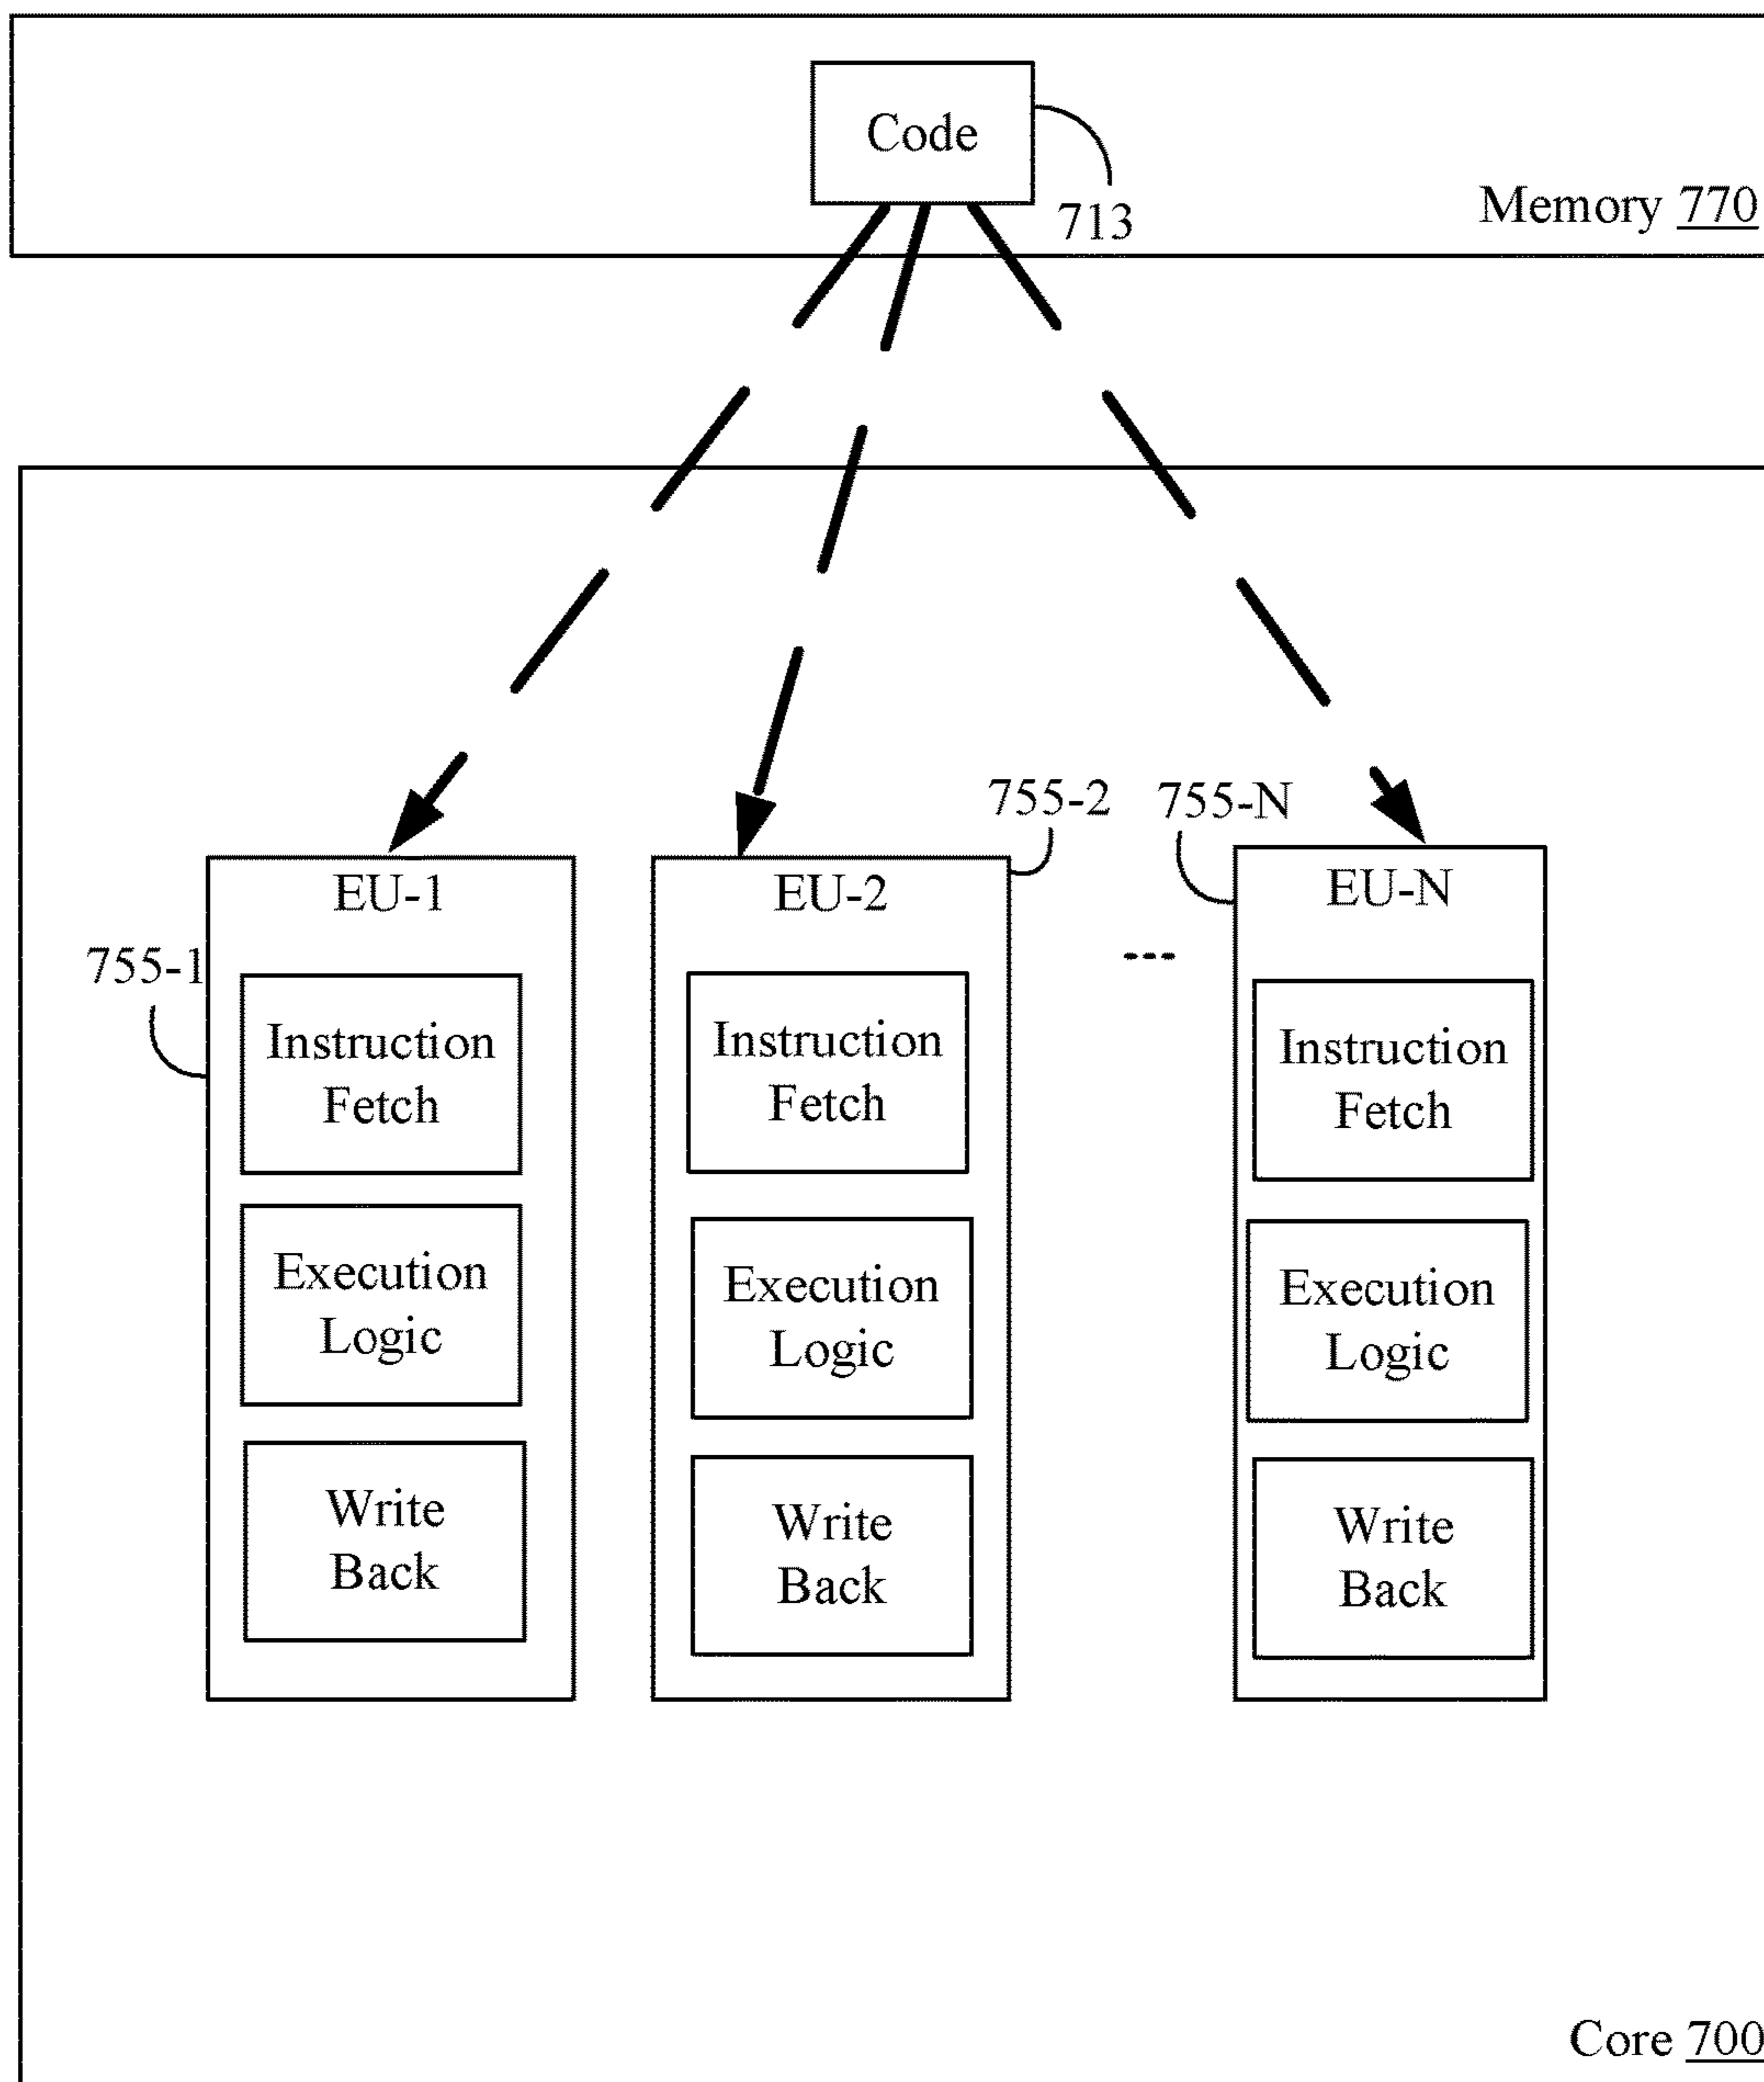 Code
713
Memory 770
755-2
755-N
EU-1
EU-2
EU-N
755-1
---
Instruction
Fetch
Instruction
Fetch
Instruction
Fetch
Execution
Logic
Execution
Logic
Execution
Logic
Write
Back
Write
Back
Write
Back
Core 700